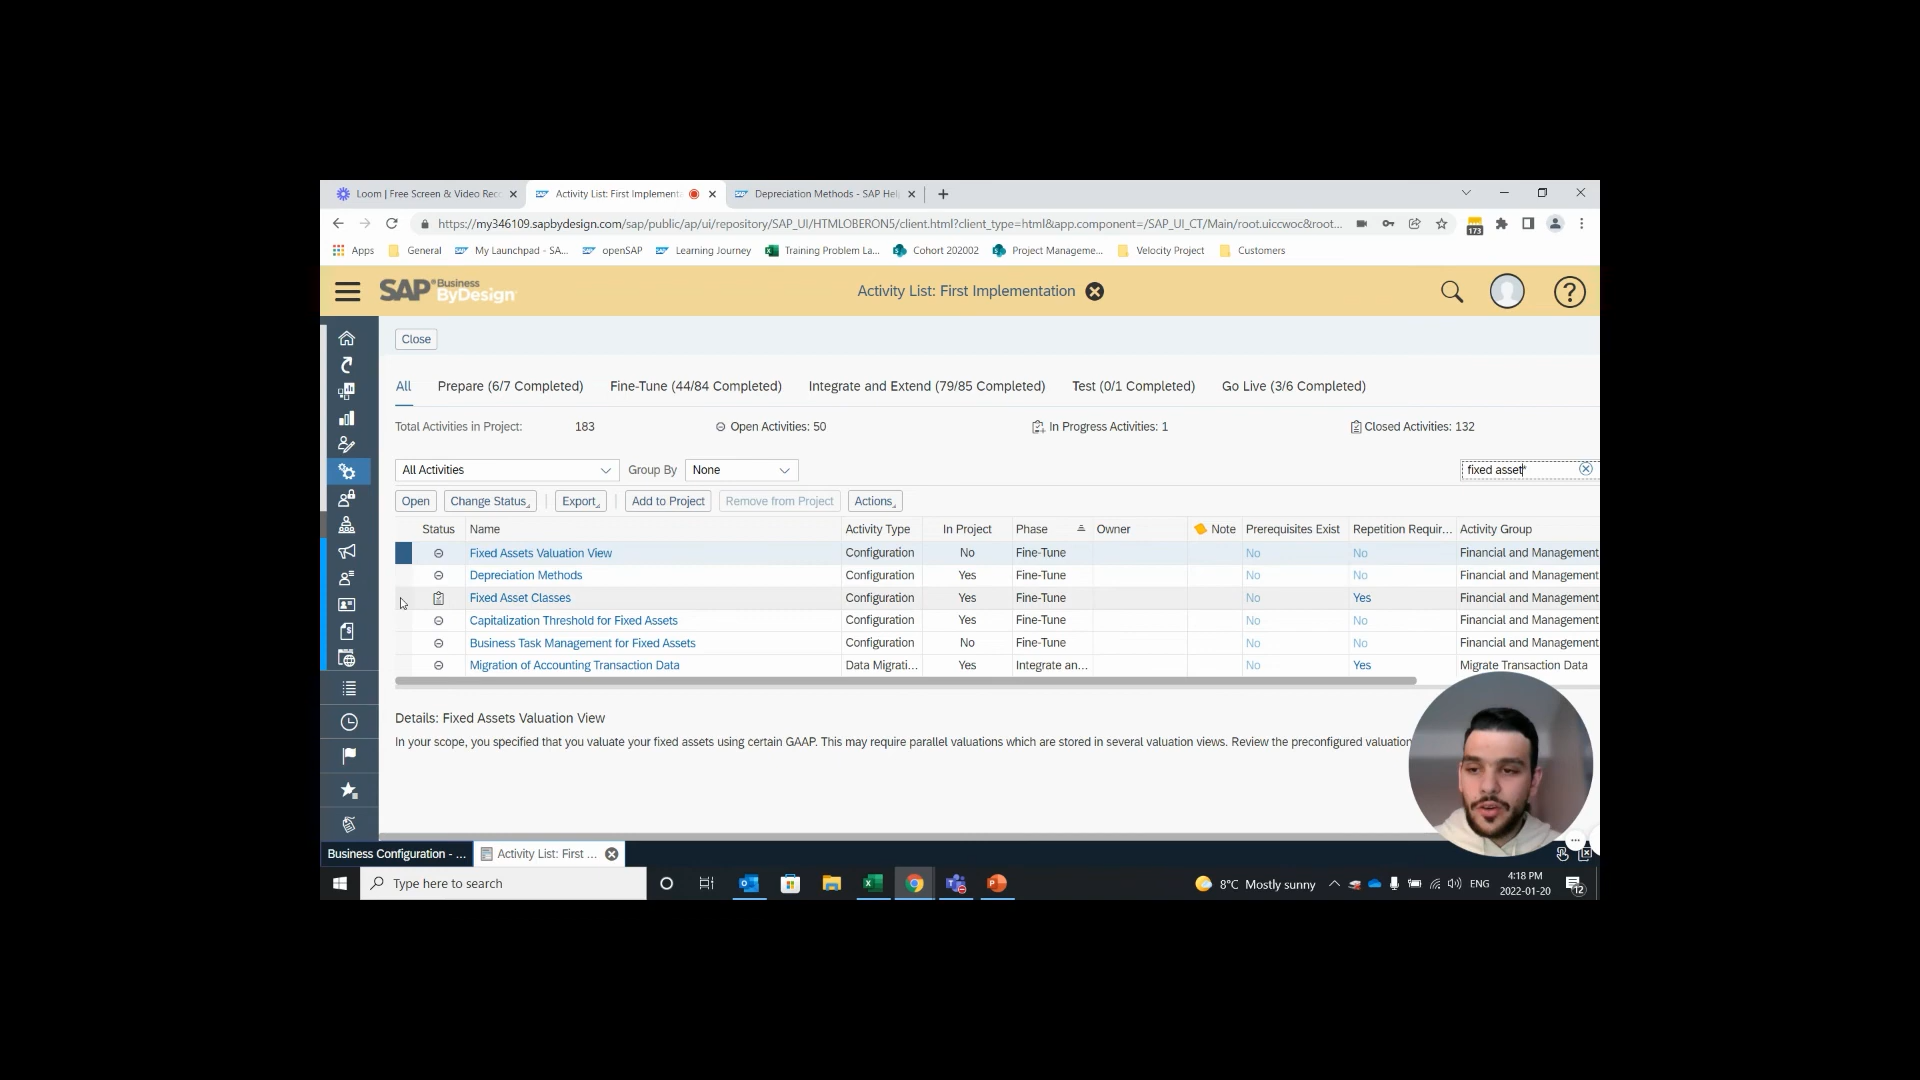 Loom | Free Screen & Video Rec
Activity List: First Implementa
Depreciation Methods - SAP Hel
https://my346109.sapbydesign.com/sap/public/ap/ui/repository/SAP_UI/HTMLOBERON5/client.html?client_type=html&app.component=/SAP_UI_CT/Main/root.uiccwoc&root...
173
Apps General My Launchpad - SA... openSAP Learning Journey Training Problem La... Cohort 202002 Project Manageme... Velocity Project Customers
SAP Business ByDesign
Activity List: First Implementation
Close
All Prepare (6/7 Completed) Fine-Tune (44/84 Completed) Integrate and Extend (79/85 Completed) Test (0/1 Completed) Go Live (3/6 Completed)
Total Activities in Project: 183 Open Activities: 50 In Progress Activities: 1 Closed Activities: 132
All Activities Group By None fixed asset*
Open Change Status Export Add to Project Remove from Project Actions
Status Name Activity Type In Project Phase Owner Note Prerequisites Exist Repetition Requir... Activity Group
Fixed Assets Valuation View Configuration No Fine-Tune No No Financial and Management
Depreciation Methods Configuration Yes Fine-Tune No No Financial and Management
Fixed Asset Classes Configuration Yes Fine-Tune No Yes Financial and Management
Capitalization Threshold for Fixed Assets Configuration Yes Fine-Tune No No Financial and Management
Business Task Management for Fixed Assets Configuration No Fine-Tune No No Financial and Management
Migration of Accounting Transaction Data Data Migrati... Yes Integrate an... No Yes Migrate Transaction Data
Details: Fixed Assets Valuation View
In your scope, you specified that you valuate your fixed assets using certain GAAP. This may require parallel valuations which are stored in several valuation views. Review the preconfigured valuation
Business Configuration - ... Activity List: First ...
Type here to search
8°C Mostly sunny
ENG
4:18 PM
2022-01-20
12